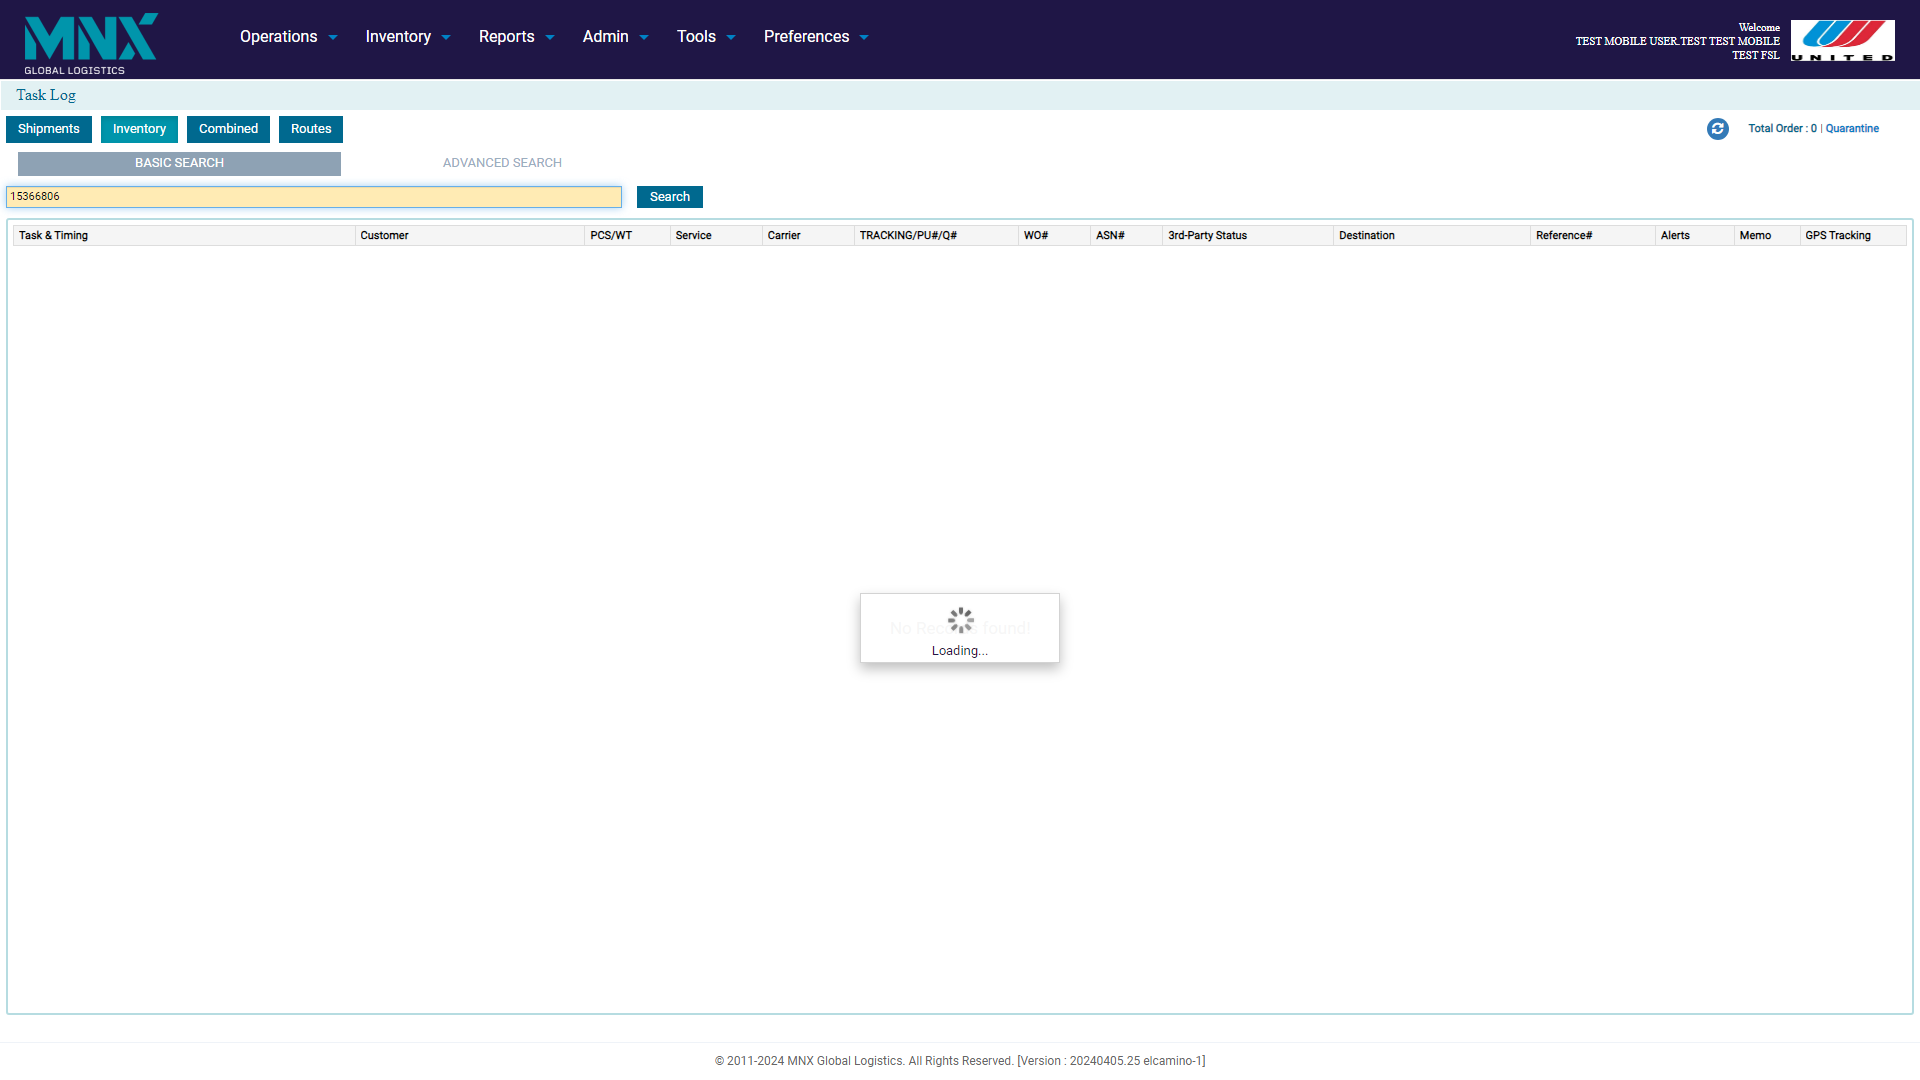 MNX
GLOBAL LOGISTICS
Operations
Inventory
Reports
Admin
Tools
Preferences
Welcome
TEST MOBILE USER.TEST TEST MOBILE
TEST FSL
UNITED
Task Log
Shipments
Inventory
Combined
Routes
Total Order : 0 | Quarantine
BASIC SEARCH
ADVANCED SEARCH
15366806
Search
Task & Timing
Customer
PCS/WT
Service
Carrier
TRACKING/PU#/Q#
WO#
ASN#
3rd-Party Status
Destination
Reference#
Alerts
Memo
GPS Tracking
No Records found!
Loading...
© 2011-2024 MNX Global Logistics. All Rights Reserved. [Version : 20240405.25 elcamino-1]